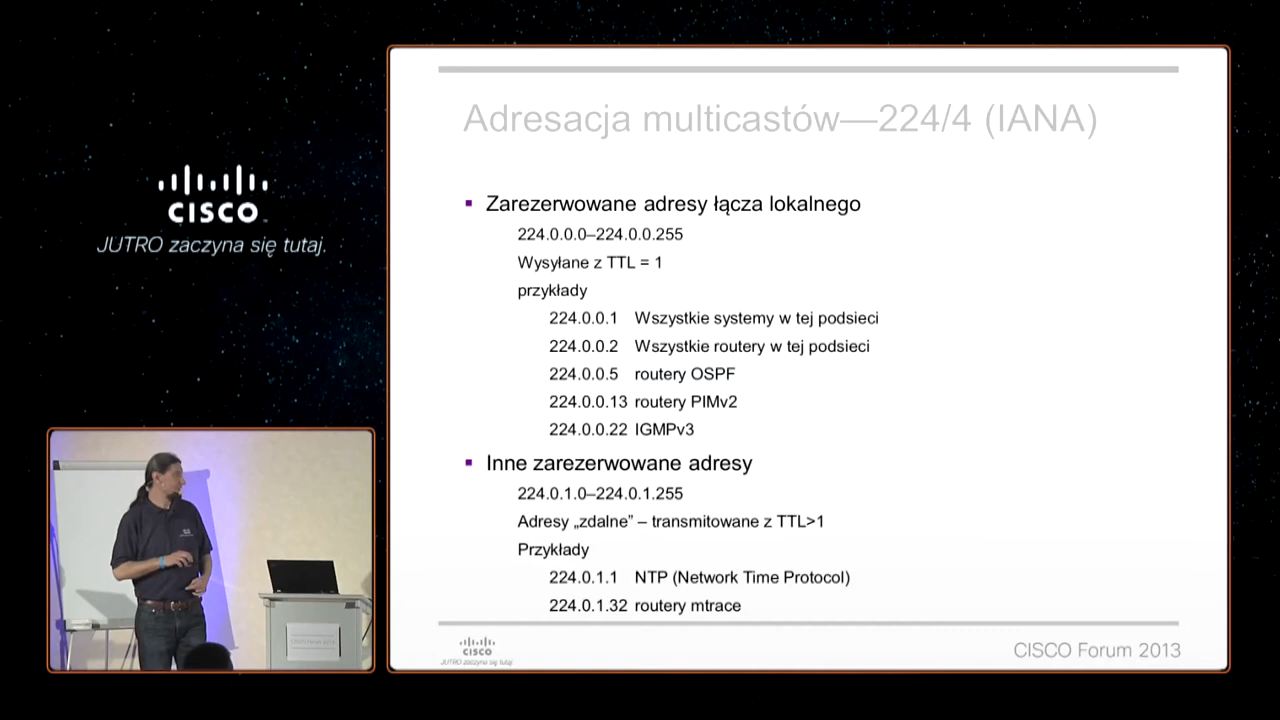 CISCO
JUTRO zaczyna się tutaj.
Adresacja multicastów—224/4 (IANA)
Zarezerwowane adresy łącza lokalnego
224.0.0.0–224.0.0.255
Wysyłane z TTL = 1
przykłady
224.0.0.1 Wszystkie systemy w tej podsieci
224.0.0.2 Wszystkie routery w tej podsieci
224.0.0.5 routery OSPF
224.0.0.13 routery PIMv2
224.0.0.22 IGMPv3
Inne zarezerwowane adresy
224.0.1.0–224.0.1.255
Adresy „zdalne” – transmitowane z TTL>1
Przykłady
224.0.1.1 NTP (Network Time Protocol)
224.0.1.32 routery mtrace
CISCO
JUTRO zaczyna się tutaj.
CISCO Forum 2013